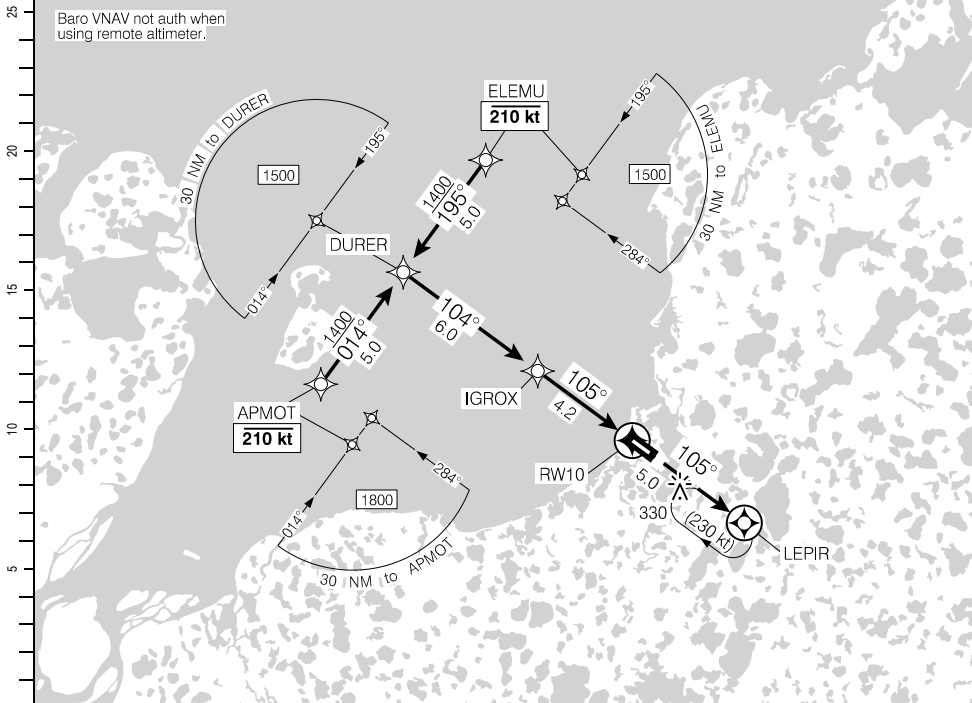 25
Baro VNAV not auth when
using remote altimeter.
20
15
10
5
30 NM to DURER
1500
195°
014°
DURER
ELEMU
210 kt
195°
284°
1500
30 NM to ELEMU
1400
195°
5.0
1400
014°
5.0
104°
6.0
IGROX
105°
4.2
APMOT
210 kt
014°
284°
1800
30 NM to APMOT
RW10
105°
5.0
330
(230 kt)
LEPIR